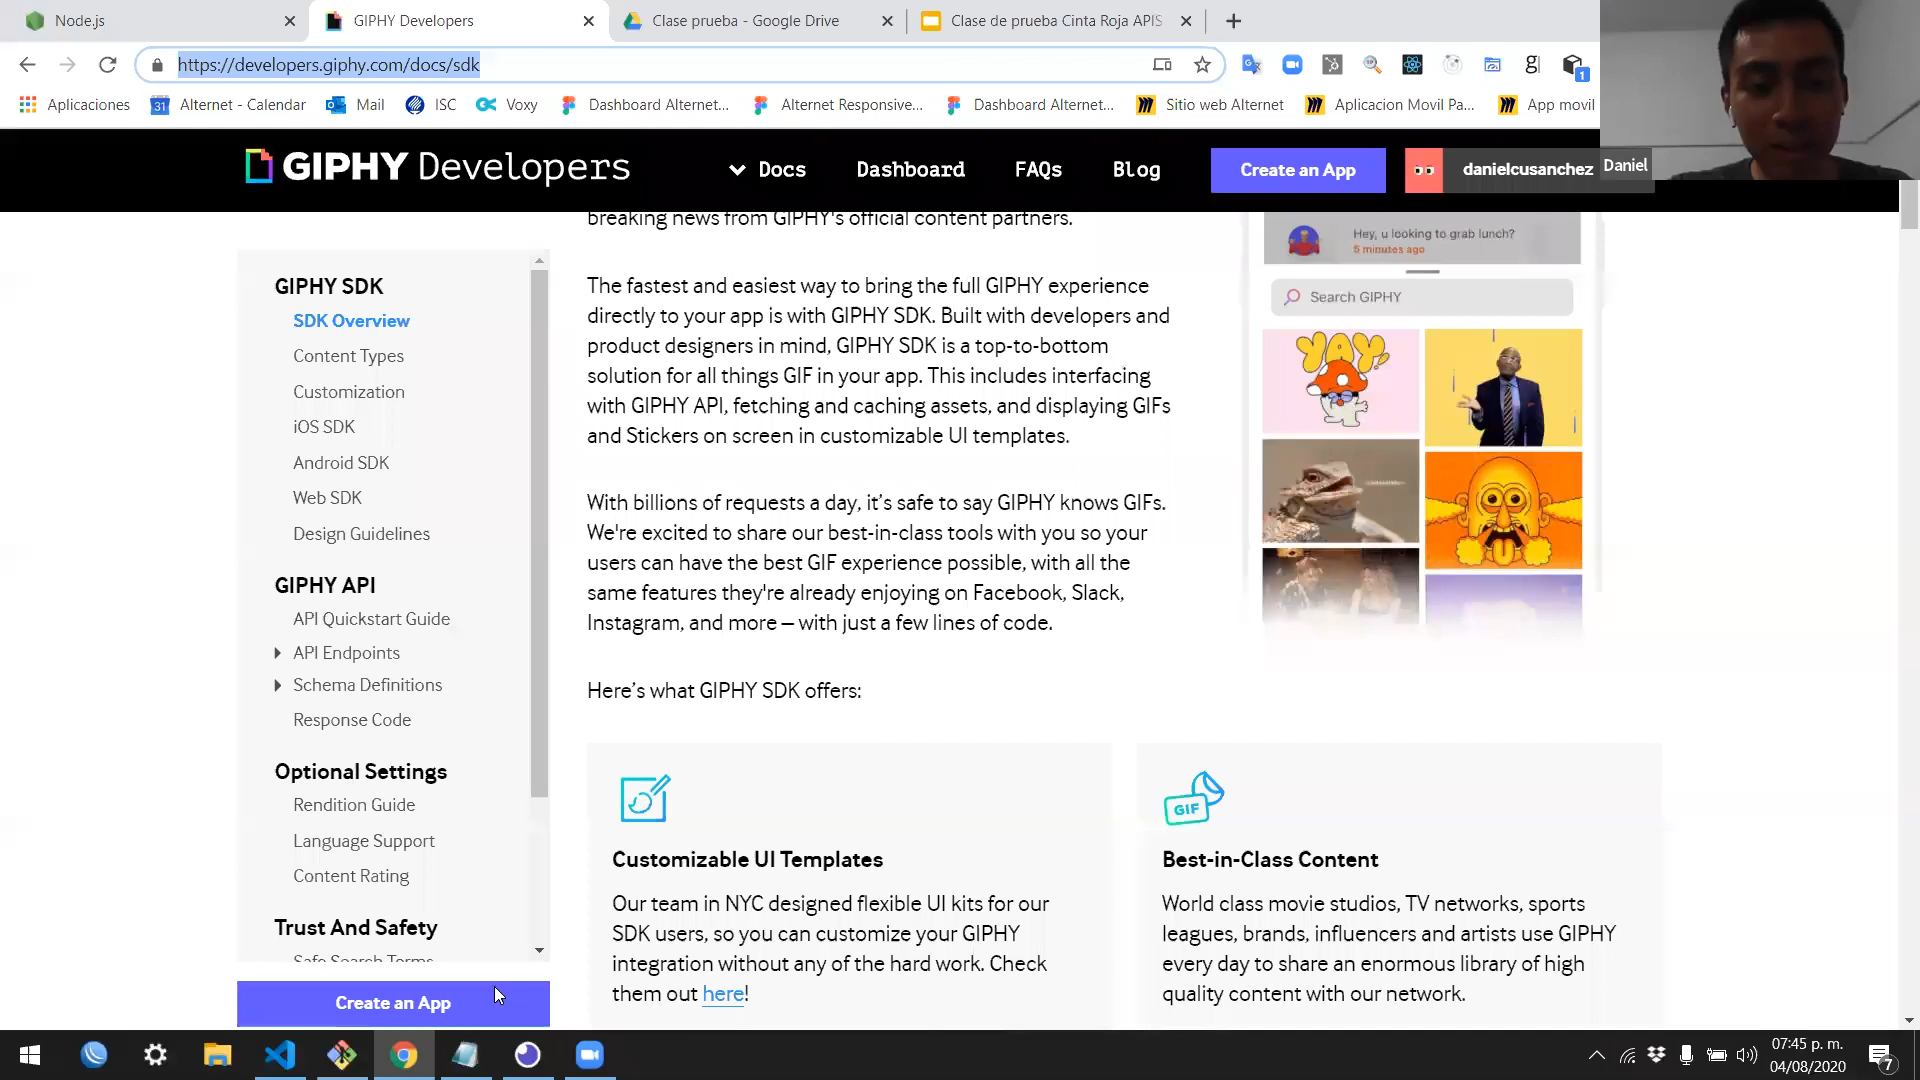 Node.js
GIPHY Developers
Clase prueba - Google Drive
Clase de prueba Cinta Roja APIS
https://developers.giphy.com/docs/sdk
Aplicaciones
Alternet - Calendar
Mail
ISC
Voxy
Dashboard Alternet...
Alternet Responsive...
Dashboard Alternet...
Sitio web Alternet
Aplicacion Movil Pa...
App movil
GIPHY Developers
Docs
Dashboard
FAQs
Blog
Create an App
danielcusanchez
Daniel
GIPHY SDK
SDK Overview
Content Types
Customization
iOS SDK
Android SDK
Web SDK
Design Guidelines
GIPHY API
API Quickstart Guide
API Endpoints
Schema Definitions
Response Code
Optional Settings
Rendition Guide
Language Support
Content Rating
Trust And Safety
Safe Search Terms
Create an App
breaking news from GIPHY's official content partners.
The fastest and easiest way to bring the full GIPHY experience
directly to your app is with GIPHY SDK. Built with developers and
product designers in mind, GIPHY SDK is a top-to-bottom
solution for all things GIF in your app. This includes interfacing
with GIPHY API, fetching and caching assets, and displaying GIFs
and Stickers on screen in customizable UI templates.
With billions of requests a day, it’s safe to say GIPHY knows GIFs.
We're excited to share our best-in-class tools with you so your
users can have the best GIF experience possible, with all the
same features they're already enjoying on Facebook, Slack,
Instagram, and more – with just a few lines of code.
Here’s what GIPHY SDK offers:
Hey, u looking to grab lunch?
5 minutes ago
Search GIPHY
YAY!
Customizable UI Templates
Our team in NYC designed flexible UI kits for our
SDK users, so you can customize your GIPHY
integration without any of the hard work. Check
them out here!
GIF
Best-in-Class Content
World class movie studios, TV networks, sports
leagues, brands, influencers and artists use GIPHY
every day to share an enormous library of high
quality content with our network.
07:45 p. m.
04/08/2020
7